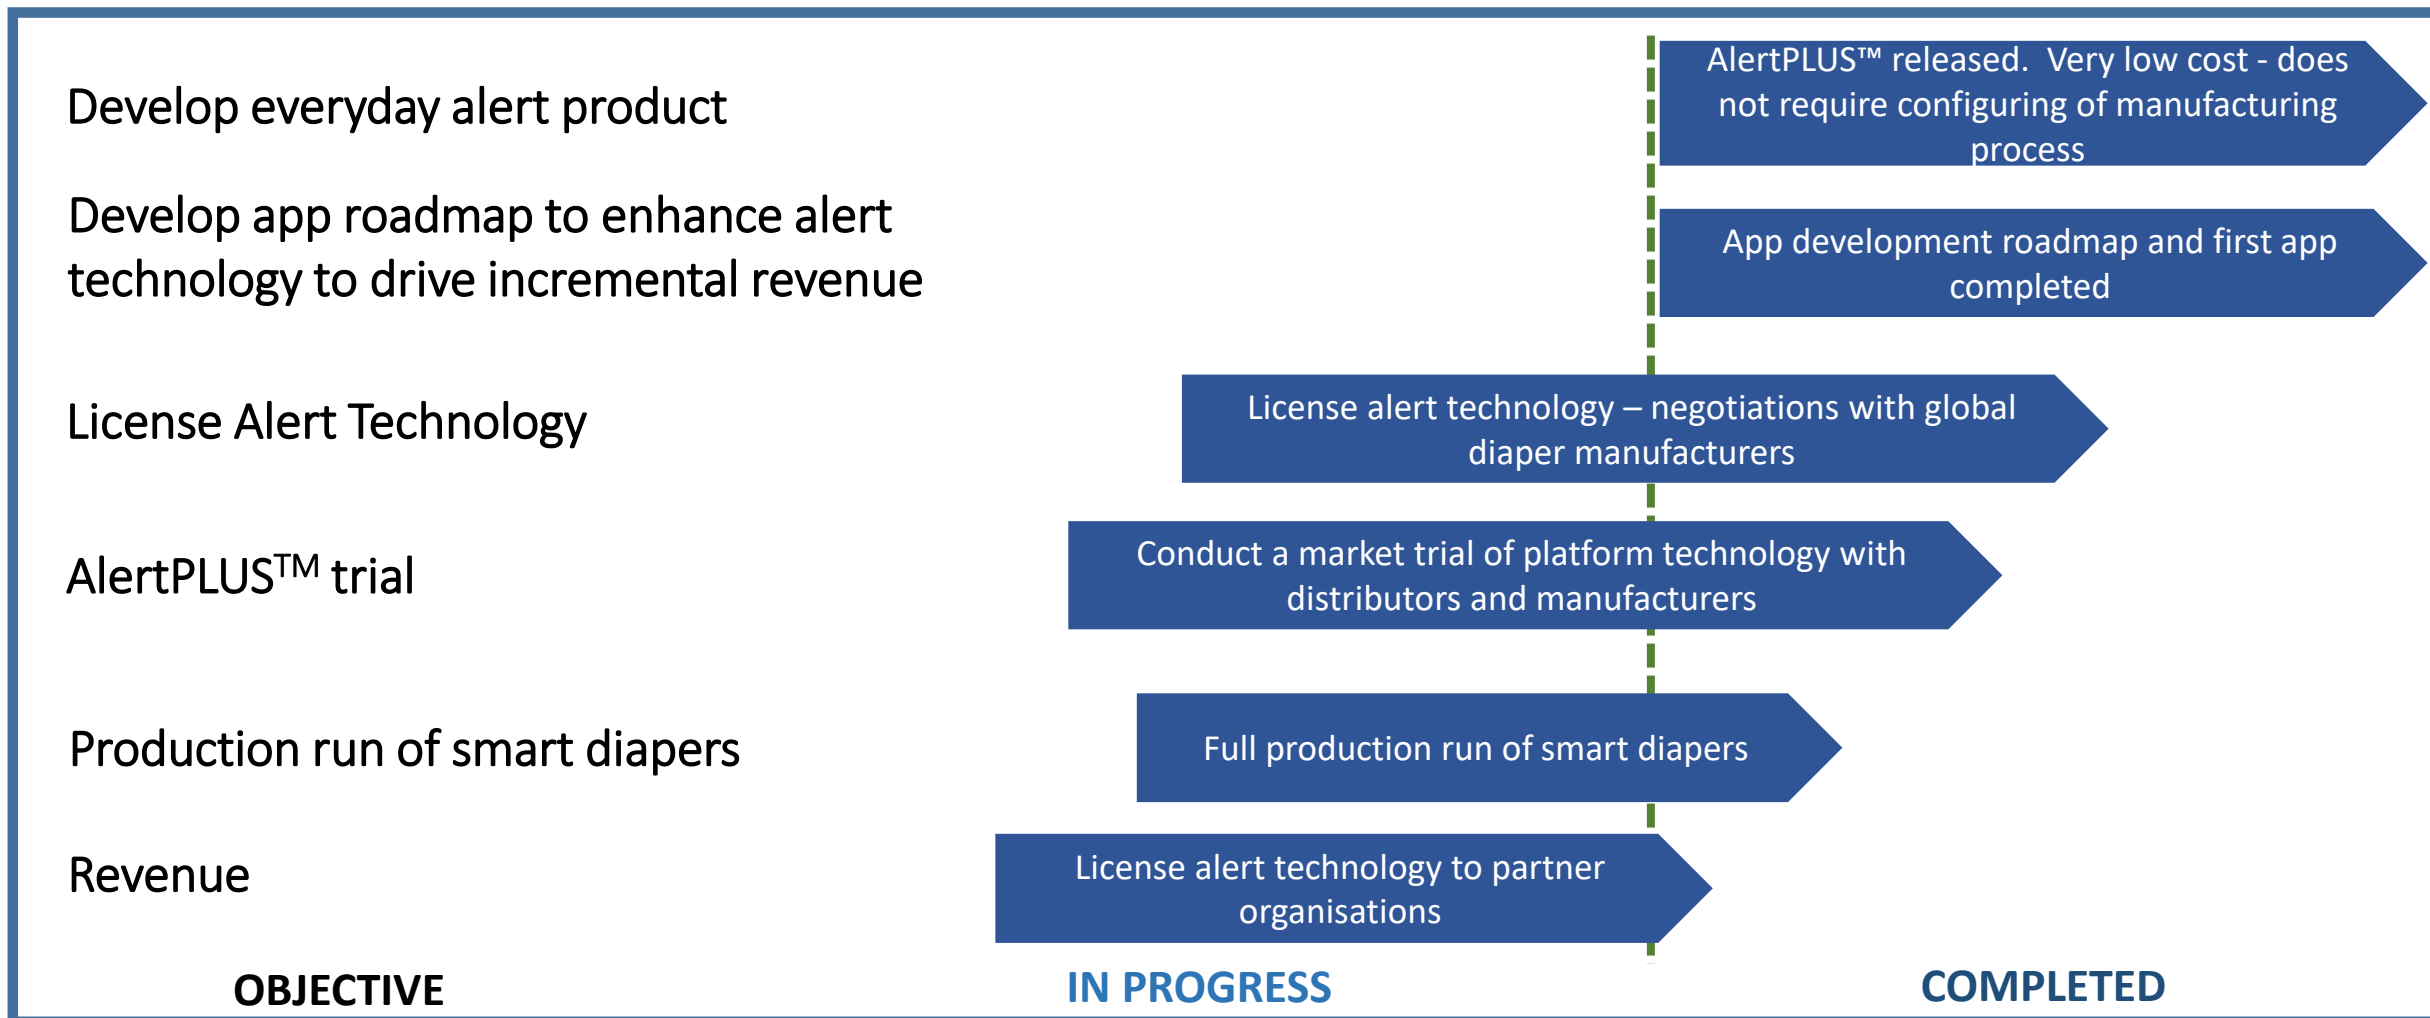 Develop everyday alert product
AlertPLUS™ released.  Very low cost - does
not require configuring of manufacturing
process
Develop app roadmap to enhance alert
technology to drive incremental revenue
App development roadmap and first app
completed
License Alert Technology
License alert technology – negotiations with global
diaper manufacturers
AlertPLUS™ trial
Conduct a market trial of platform technology with
distributors and manufacturers
Production run of smart diapers
Full production run of smart diapers
Revenue
License alert technology to partner
organisations
OBJECTIVE
IN PROGRESS
COMPLETED